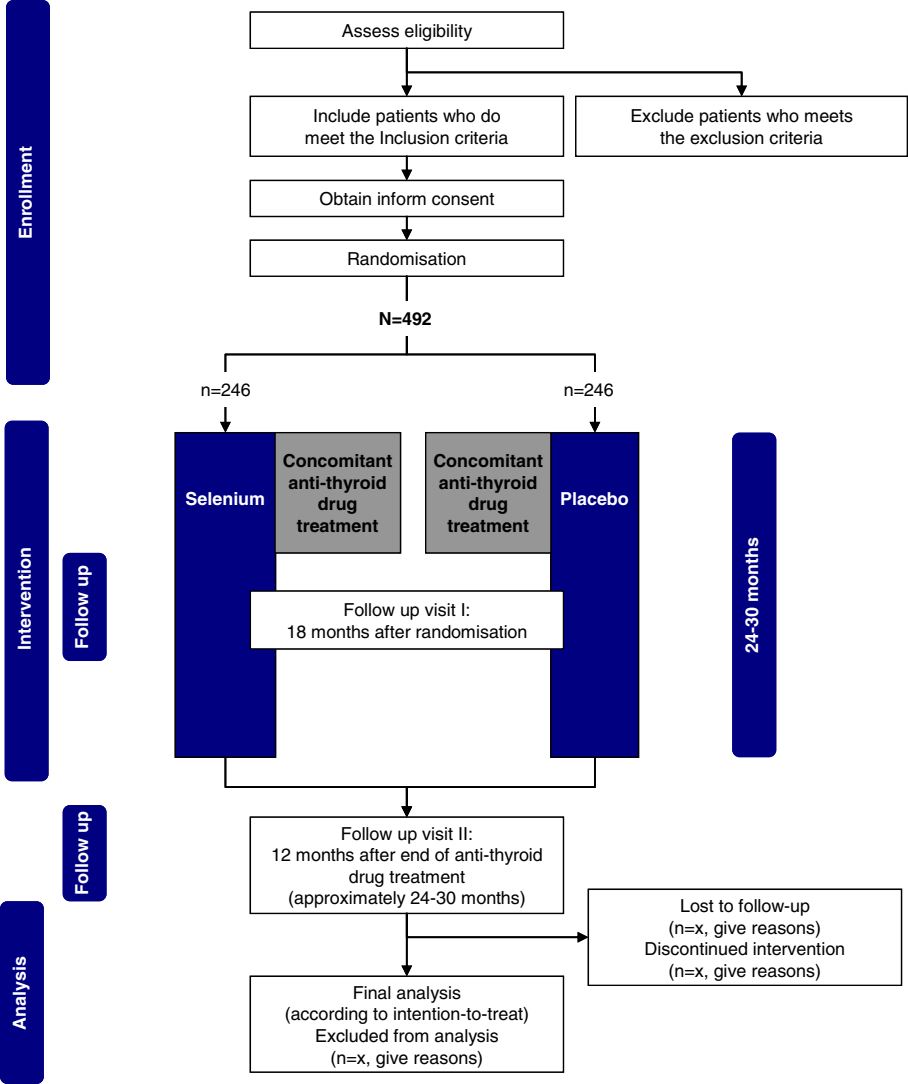 Enrollment
Assess eligibility
Include patients who do
meet the Inclusion criteria
Exclude patients who meets
the exclusion criteria
Obtain inform consent
Randomisation
N=492
n=246
n=246
Intervention
Follow up
Selenium
Concomitant
anti-thyroid
drug
treatment
Concomitant
anti-thyroid
drug
treatment
Placebo
24-30 months
Follow up visit I:
18 months after randomisation
Follow up
Follow up visit II:
12 months after end of anti-thyroid
drug treatment
(approximately 24-30 months)
Lost to follow-up
(n=x, give reasons)
Discontinued intervention
(n=x, give reasons)
Analysis
Final analysis
(according to intention-to-treat)
Excluded from analysis
(n=x, give reasons)